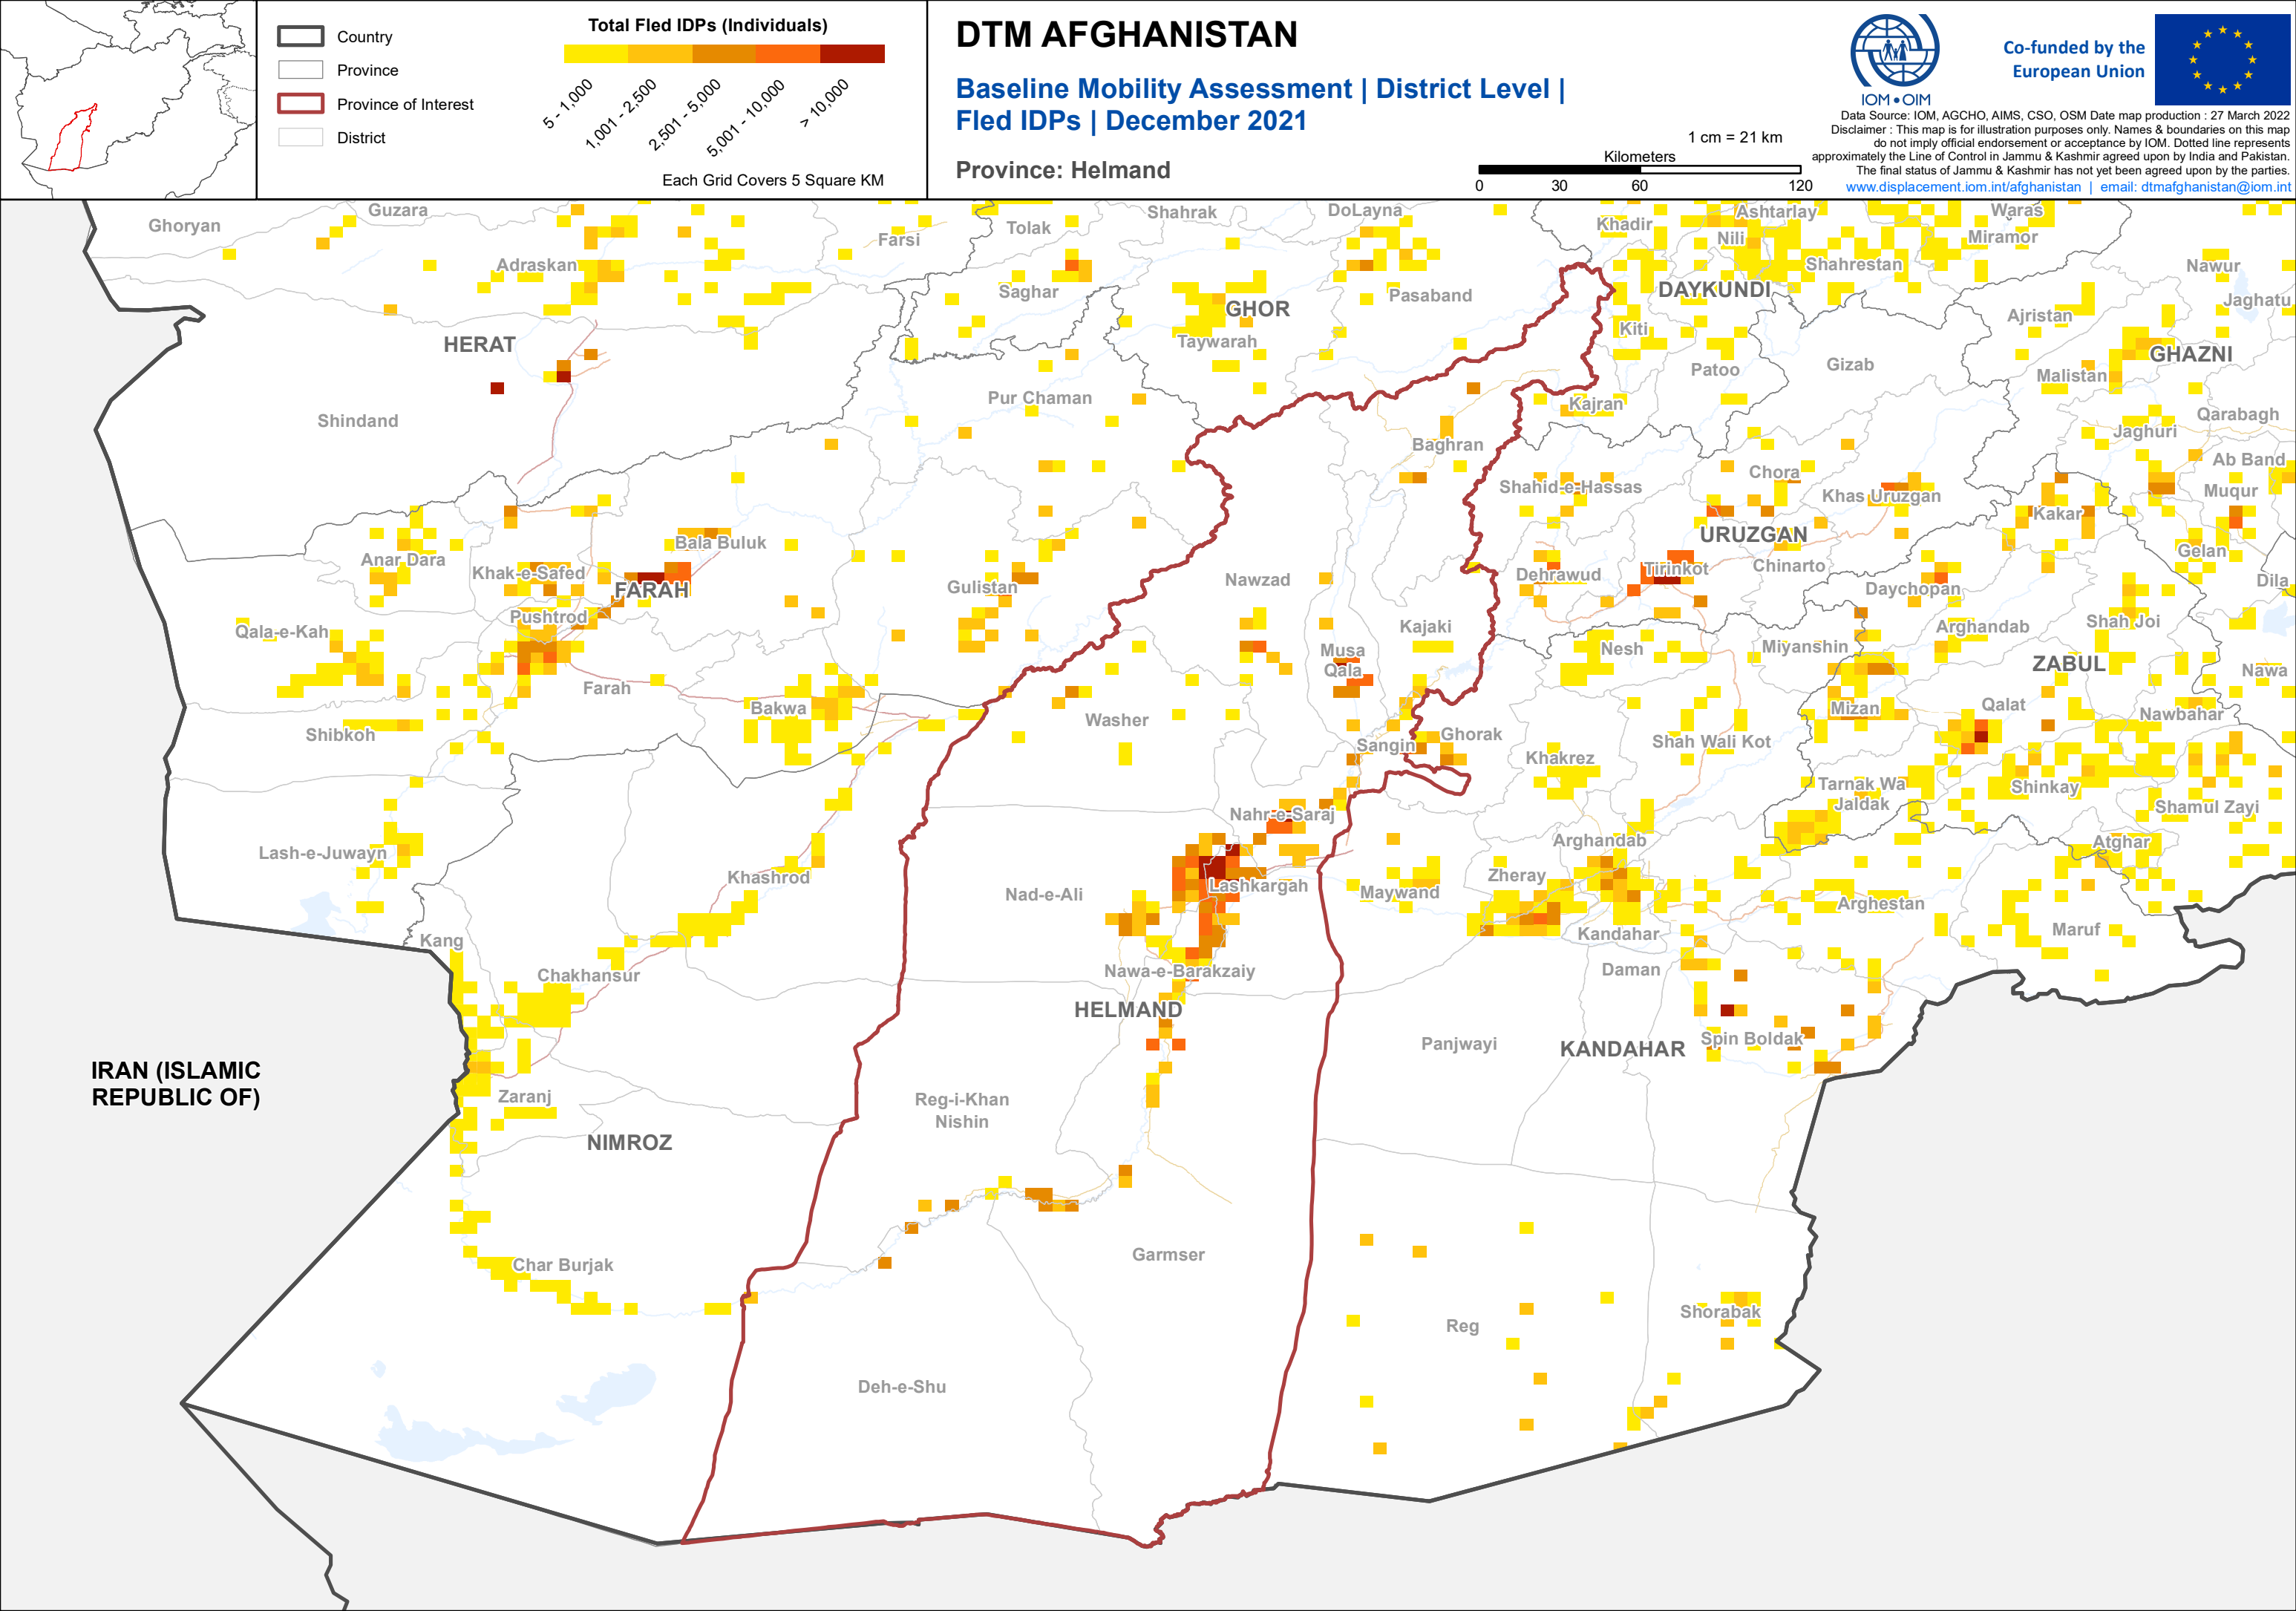 Country
Province
Province of Interest
District
Total Fled IDPs (Individuals)
5 - 1,000
1,001 - 2,500
2,501 - 5,000
5,001 - 10,000
> 10,000
Each Grid Covers 5 Square KM
DTM AFGHANISTAN
Baseline Mobility Assessment | District Level |
Fled IDPs | December 2021
Province: Helmand
1 cm = 21 km
Kilometers
0 30 60 120
IOM • OIM
Co-funded by the
European Union
Data Source: IOM, AGCHO, AIMS, CSO, OSM Date map production : 27 March 2022
Disclaimer : This map is for illustration purposes only. Names & boundaries on this map
do not imply official endorsement or acceptance by IOM. Dotted line represents
approximately the Line of Control in Jammu & Kashmir agreed upon by India and Pakistan.
The final status of Jammu & Kashmir has not yet been agreed upon by the parties.
www.displacement.iom.int/afghanistan | email: dtmafghanistan@iom.int
Ghoryan
Guzara
Farsi
Tolak
Shahrak
DoLayna
Khadir
Ashtarlay
Nili
Waras
Miramor
Adraskan
Saghar
Pasaband
Shahrestan
Nawur
DAYKUNDI
Jaghatu
GHOR
Ajristan
HERAT
Taywarah
Kiti
GHAZNI
Patoo
Gizab
Malistan
Shindand
Pur Chaman
Kajran
Qarabagh
Jaghuri
Baghran
Ab Band
Chora
Shahid-e-Hassas
Khas Uruzgan
Muqur
Kakar
URUZGAN
Bala Buluk
Anar Dara
Gelan
Khak-e-Safed
Nawzad
Dehrawud
Tirinkot
Chinarto
Dila
FARAH
Gulistan
Daychopan
Pushtrod
Qala-e-Kah
Kajaki
Arghandab
Shah Joi
Musa
Qala
Nesh
Miyanshin
ZABUL
Nawa
Farah
Bakwa
Washer
Mizan
Qalat
Nawbahar
Shibkoh
Sangin
Ghorak
Shah Wali Kot
Khakrez
Tarnak Wa
Jaldak
Shinkay
Shamul Zayi
Nahr-e-Saraj
Lash-e-Juwayn
Arghandab
Atghar
Khashrod
Nad-e-Ali
Lashkargah
Maywand
Zheray
Arghestan
Kang
Kandahar
Maruf
Chakhansur
Nawa-e-Barakzaiy
Daman
HELMAND
Panjwayi
KANDAHAR
Spin Boldak
IRAN (ISLAMIC
REPUBLIC OF)
Zaranj
Reg-i-Khan
Nishin
NIMROZ
Char Burjak
Garmser
Reg
Shorabak
Deh-e-Shu